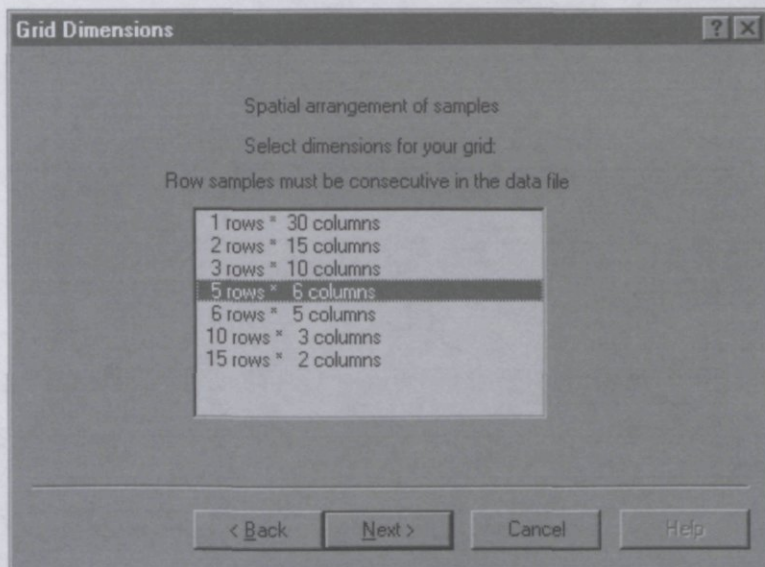 Grid Dimensions
? ×
Spatial arrangement of samples
Select dimensions for your grid:
Row samples must be consecutive in the data file
1 rows * 30 columns
2 rows * 15 columns
3 rows * 10 columns
5 rows * 6 columns
6 rows * 5 columns
10 rows * 3 columns
15 rows * 2 columns
< Back
Next >
Cancel
Help